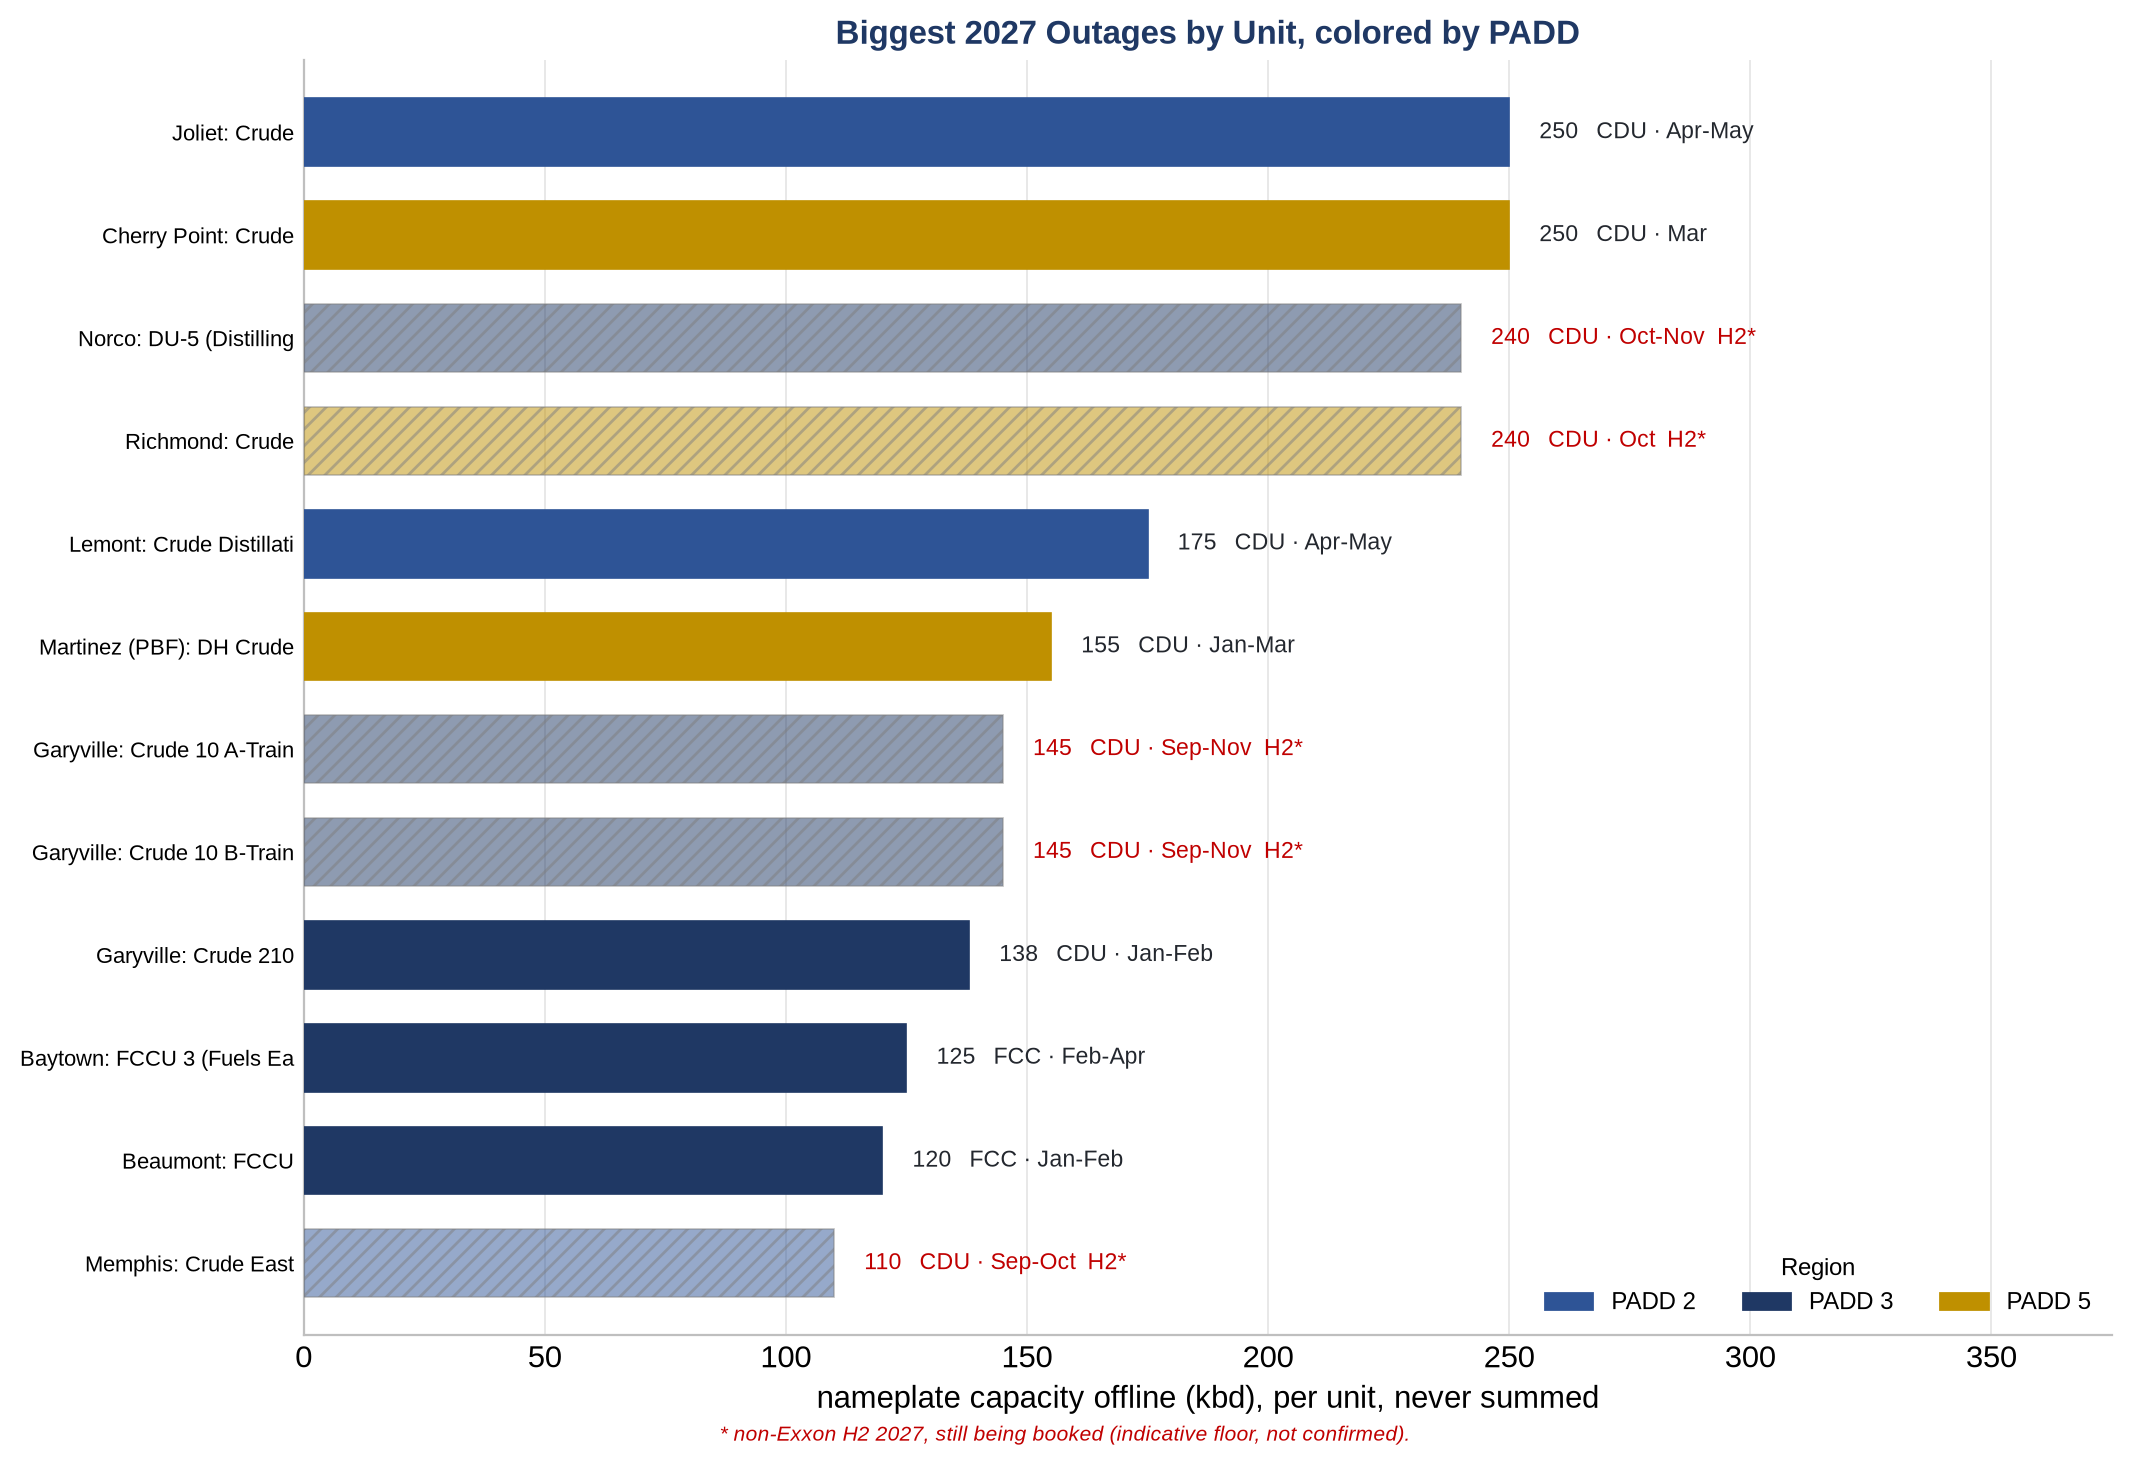 Biggest 2027 Outages by Unit, colored by PADD
Joliet: Crude
250 CDU · Apr-May
Cherry Point: Crude
250 CDU · Mar
Norco: DU-5 (Distilling
240 CDU · Oct-Nov H2*
Richmond: Crude
240 CDU · Oct H2*
Lemont: Crude Distillati
175 CDU · Apr-May
Martinez (PBF): DH Crude
155 CDU · Jan-Mar
Garyville: Crude 10 A-Train
145 CDU · Sep-Nov H2*
Garyville: Crude 10 B-Train
145 CDU · Sep-Nov H2*
Garyville: Crude 210
138 CDU · Jan-Feb
Baytown: FCCU 3 (Fuels Ea
125 FCC · Feb-Apr
Beaumont: FCCU
120 FCC · Jan-Feb
Memphis: Crude East
110 CDU · Sep-Oct H2*
Region
PADD 2 PADD 3 PADD 5
0 50 100 150 200 250 300 350
nameplate capacity offline (kbd), per unit, never summed
* non-Exxon H2 2027, still being booked (indicative floor, not confirmed).